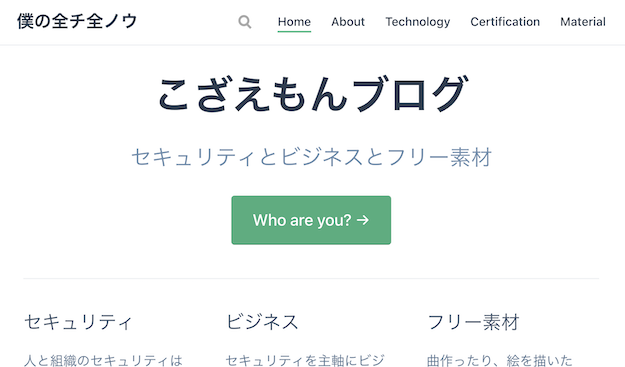 僕の全チ全ノウ
Home About Technology Certification Material
こざえもんブログ
セキュリティとビジネスとフリー素材
Who are you? →
セキュリティ ビジネス フリー素材
人と組織のセキュリティは セキュリティを主軸にビジ 曲作ったり、絵を描いた